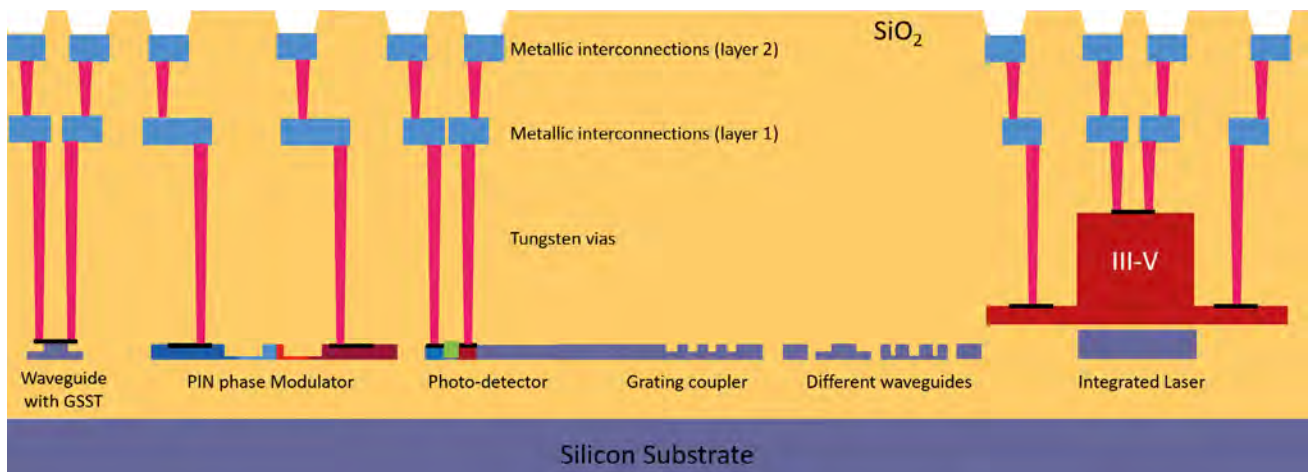 SiO₂
Metallic interconnections (layer 2)
Metallic interconnections (layer 1)
Tungsten vias
III-V
Waveguide
with GSST
PIN phase Modulator
Photo-detector
Grating coupler
Different waveguides
Integrated Laser
Silicon Substrate